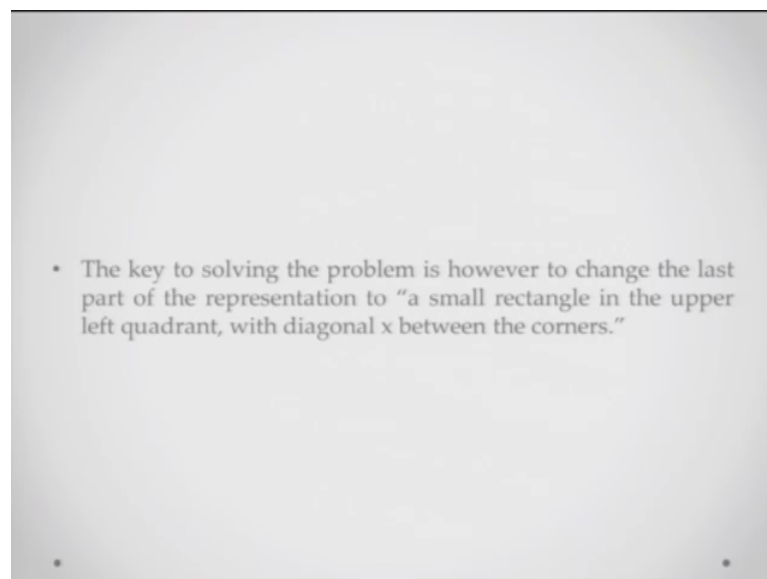 • The key to solving the problem is however to change the last
part of the representation to “a small rectangle in the upper
left quadrant, with diagonal x between the corners.”